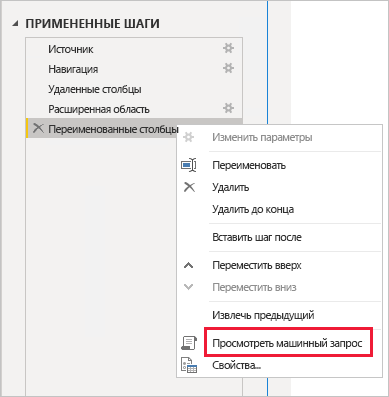 ПРИМЕНЕННЫЕ ШАГИ
Источник
Навигация
Удаленные столбцы
Расширенная область
Переименованные столбцы
Изменить параметры
Переименовать
Удалить
Удалить до конца
Вставить шаг после
Переместить вверх
Переместить вниз
Извлечь предыдущий
Просмотреть машинный запрос
Свойства...